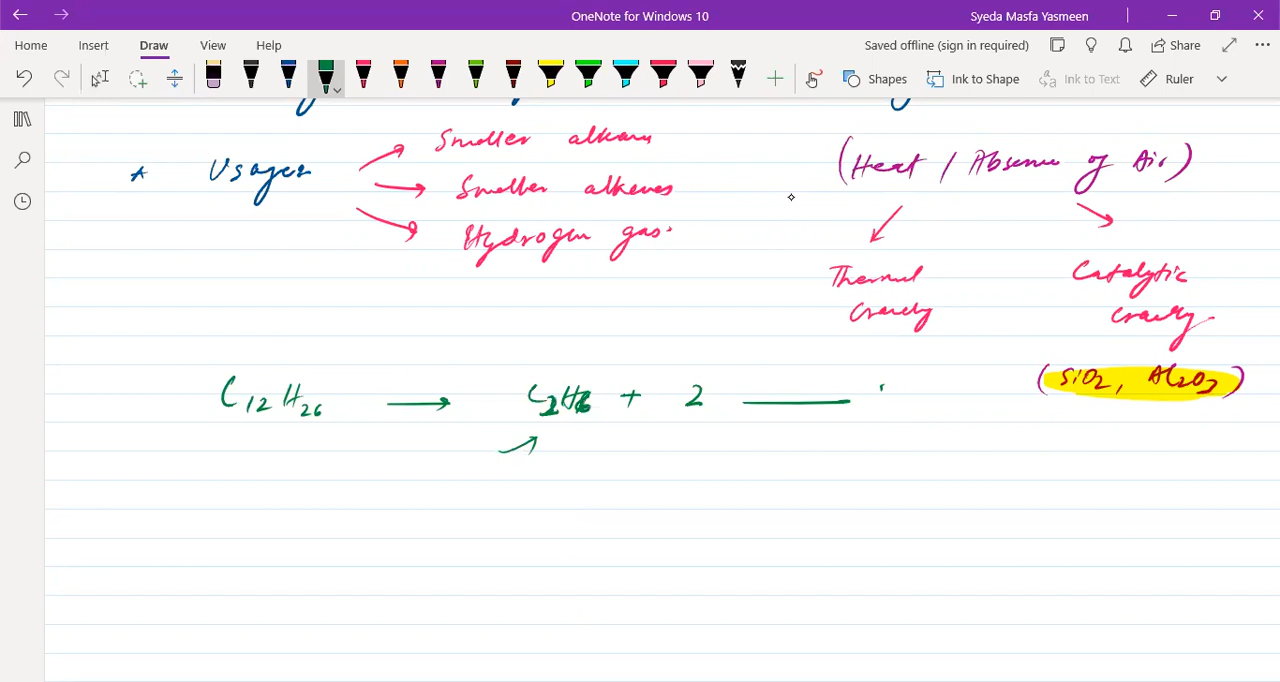 OneNote for Windows 10
Syeda Masfa Yasmeen
Home Insert Draw View Help
Saved offline (sign in required) Share
Shapes Ink to Shape Ink to Text Ruler
Usages
Smaller alkanes
Smaller alkenes
Hydrogen gas.
(Heat / Absence of Air)
Thermal
cracking
Catalytic
cracking
(SiO2, Al2O3)
C12H26 → C2H6 + 2 ______